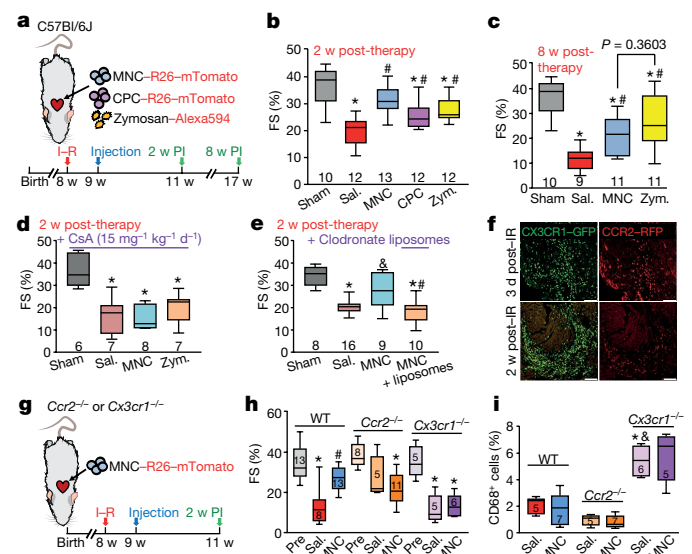 a
C57Bl/6J
MNC–R26–mTomato
CPC–R26–mTomato
Zymosan–Alexa594
I–R Injection 2 w PI 8 w PI
Birth 8 w 9 w 11 w 17 w
b
2 w post-therapy
FS (%)
50
40
30
20
10
0
* # * # * #
10 12 13 12 12
Sham Sal. MNC CPC Zym.
c
8 w post-
therapy
P = 0.3603
FS (%)
50
40
30
20
10
0
* * # * #
10 9 11 11
Sham Sal. MNC Zym.
d
2 w post-therapy
+ CsA (15 mg⁻¹ kg⁻¹ d⁻¹)
FS (%)
50
40
30
20
10
0
* * *
6 7 8 7
Sham Sal. MNC Zym.
e
2 w post-therapy
+ Clodronate liposomes
FS (%)
50
40
30
20
10
0
* & *#
8 16 9 10
Sham Sal. MNC MNC
+ liposomes
f
CX3CR1–GFP CCR2–RFP
3 d post–IR
2 w post–IR
g
Ccr2⁻/⁻ or Cx3cr1⁻/⁻
MNC–R26–mTomato
I–R Injection 2 w PI
Birth 8 w 9 w 11 w
h
WT Ccr2⁻/⁻ Cx3cr1⁻/⁻
FS (%)
60
40
20
0
* # * * *
13 8 13 8 5 11 5 5 6
Pre Sal. MNC Pre Sal. MNC Pre Sal. MNC
i
CD68⁺ cells (%)
8
6
4
2
0
WT
Ccr2⁻/⁻
Cx3cr1⁻/⁻
* &
5 7 5 7 6 5
Sal. MNC Sal. MNC Sal. MNC